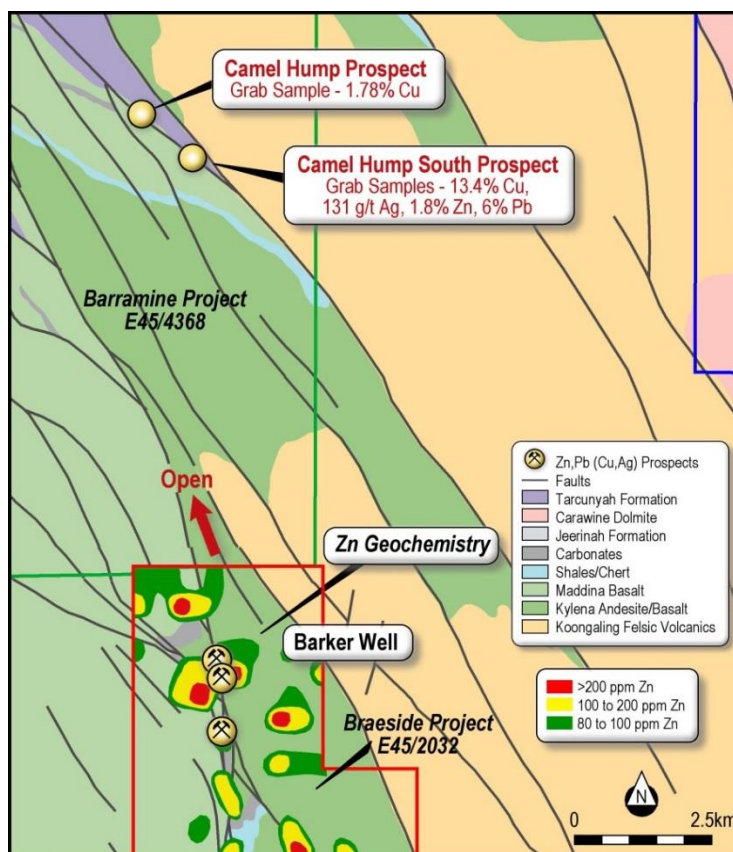 Camel Hump Prospect
Grab Sample - 1.78% Cu
Camel Hump South Prospect
Grab Samples - 13.4% Cu,
131 g/t Ag, 1.8% Zn, 6% Pb
Barramine Project
E45/4368
Open
Zn Geochemistry
Barker Well
Braeside Project
E45/2032
Zn,Pb (Cu,Ag) Prospects
Faults
Tarcunyah Formation
Carawine Dolmite
Jeerinah Formation
Carbonates
Shales/Chert
Maddina Basalt
Kylena Andesite/Basalt
Koongaling Felsic Volcanics
>200 ppm Zn
100 to 200 ppm Zn
80 to 100 ppm Zn
N
0 2.5km